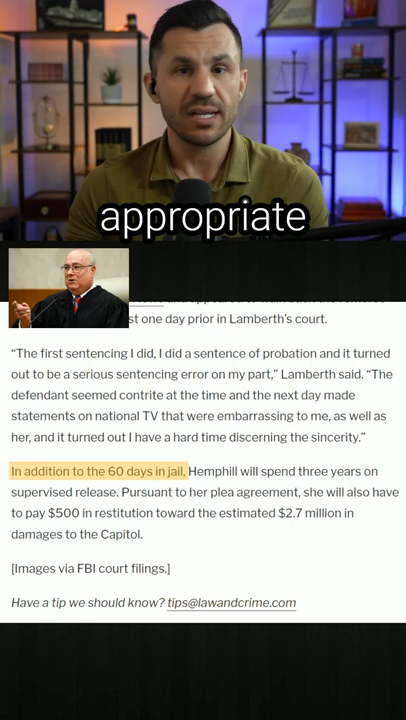 appropriate
st one day prior in Lamberth's court.
“The first sentencing I did, I did a sentence of probation and it turned
out to be a serious sentencing error on my part,” Lamberth said. “The
defendant seemed contrite at the time and the next day made
statements on national TV that were embarrassing to me, as well as
her, and it turned out I have a hard time discerning the sincerity.”
In addition to the 60 days in jail, Hemphill will spend three years on
supervised release. Pursuant to her plea agreement, she will also have
to pay $500 in restitution toward the estimated $2.7 million in
damages to the Capitol.
[Images via FBI court filings.]
Have a tip we should know? tips@lawandcrime.com